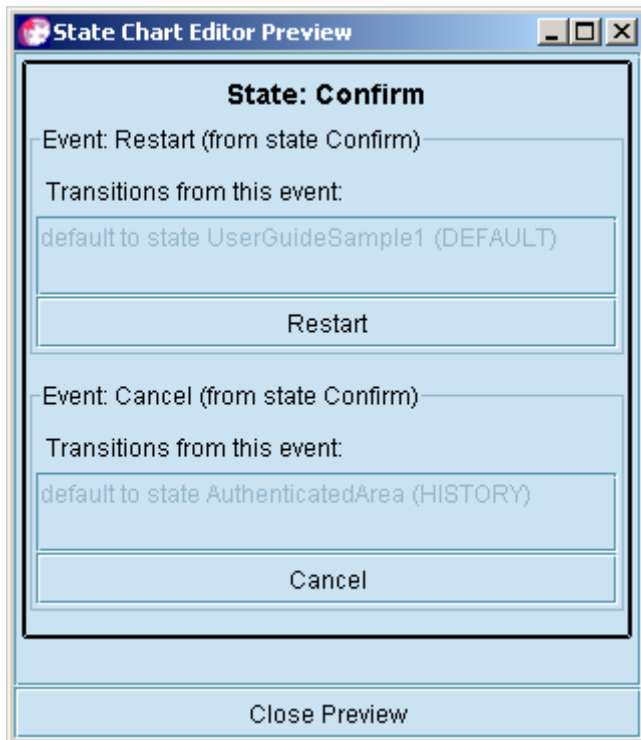 State Chart Editor Preview
State: Confirm
Event: Restart (from state Confirm)
Transitions from this event:
default to state UserGuideSample1 (DEFAULT)
Restart
Event: Cancel (from state Confirm)
Transitions from this event:
default to state AuthenticatedArea (HISTORY)
Cancel
Close Preview